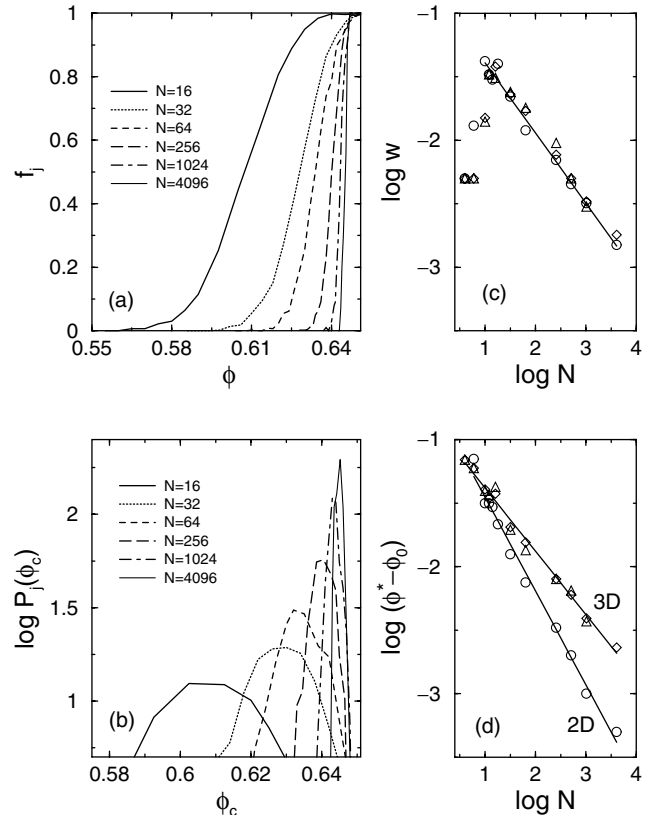 1
0.8
0.6
0.4
0.2
0
f_j
N=16
N=32
N=64
N=256
N=1024
N=4096
(a)
0.55 0.58 0.61 0.64
ϕ
−1
−2
−3
log w
(c)
0 1 2 3 4
log N
2
1.5
1
log P_j(ϕ_c)
N=16
N=32
N=64
N=256
N=1024
N=4096
(b)
0.58 0.6 0.62 0.64
ϕ_c
−1
−2
−3
log (ϕ*−ϕ_0)
3D
2D
(d)
0 1 2 3 4
log N